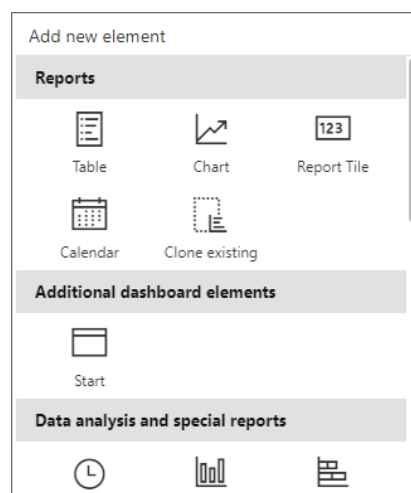 Add new element
Reports
123
Table Chart Report Tile
Calendar Clone existing
Additional dashboard elements
Start
Data analysis and special reports